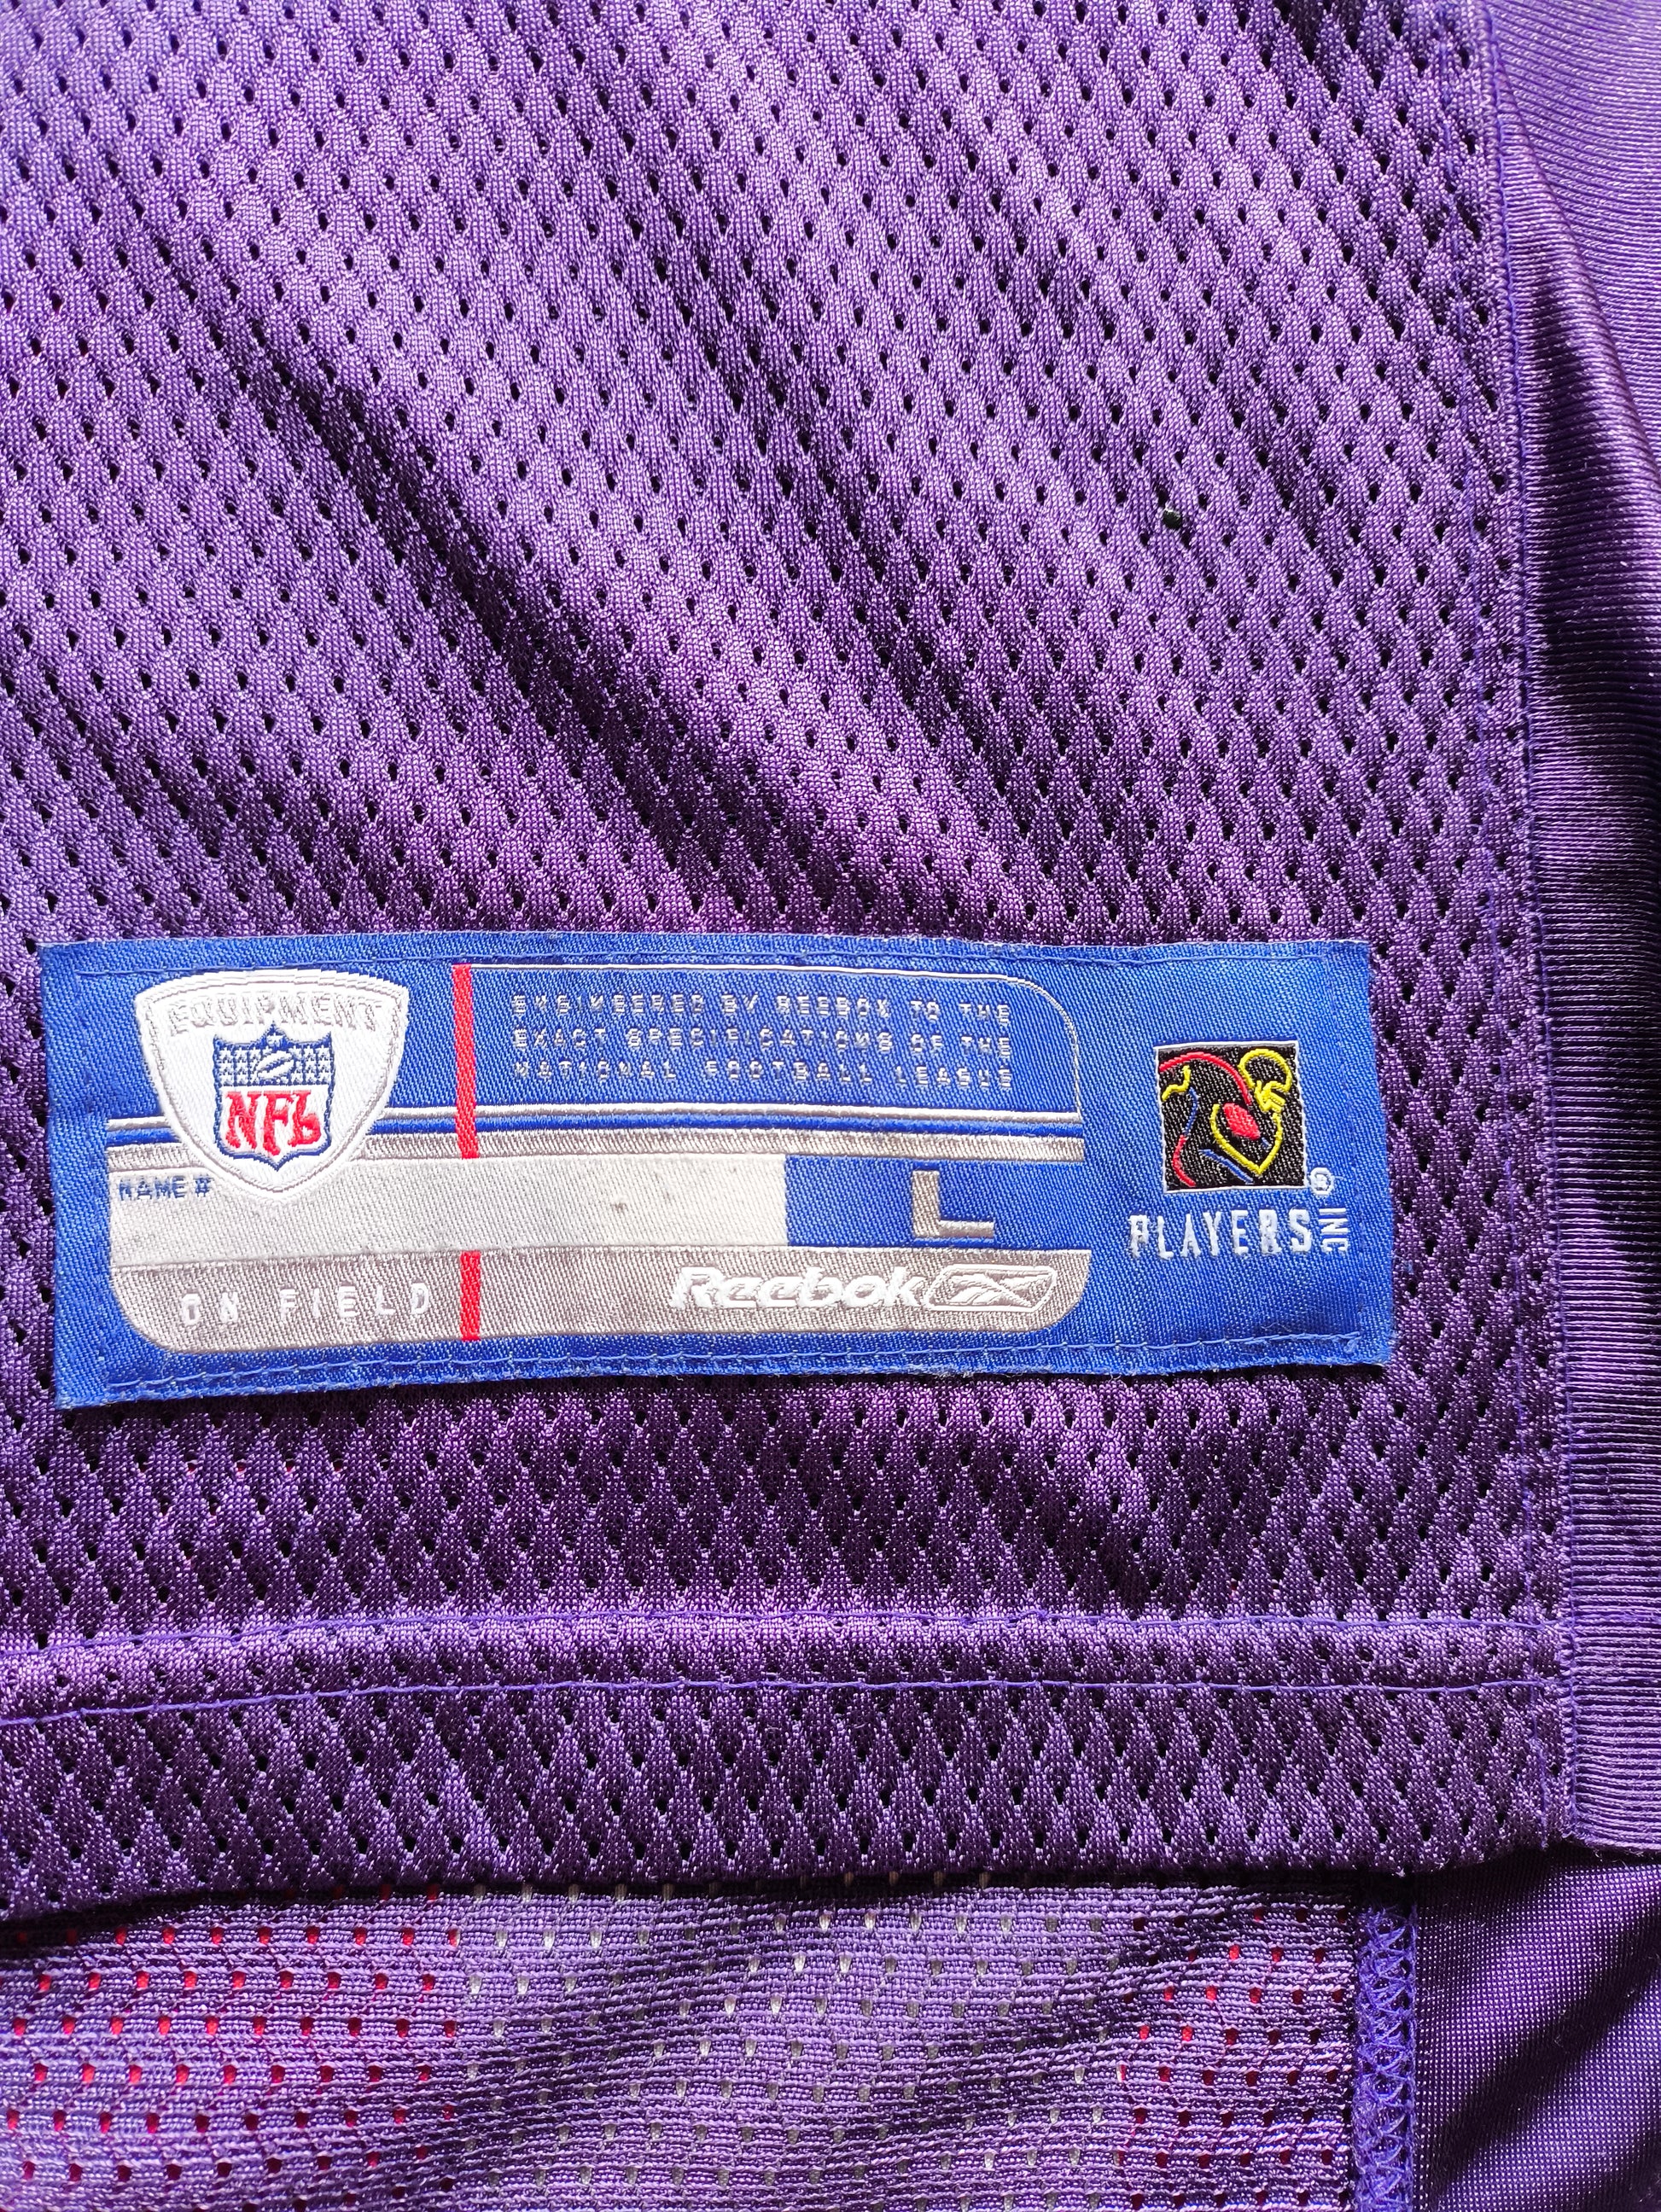 EQUIPMENT
NFL
ENGINEERED BY REEBOK TO THE
EXACT SPECIFICATIONS OF THE
NATIONAL FOOTBALL LEAGUE
NAME #
L
ON FIELD
Reebok
®
PLAYERS INC